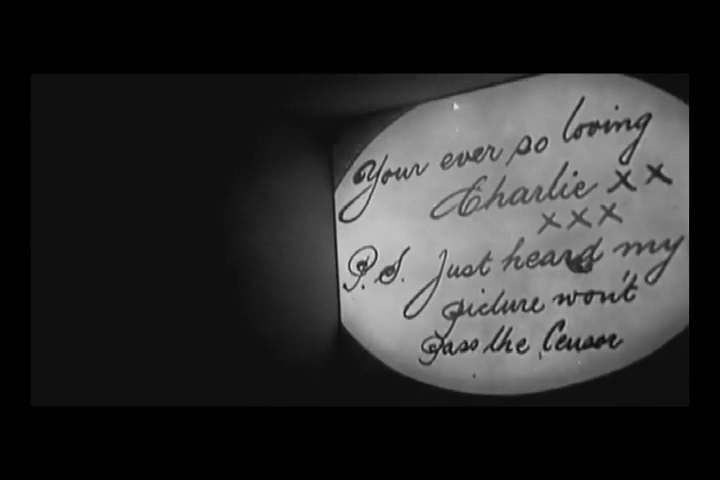 Your ever so loving
Charlie xx
xxx
P.S. Just heard my
picture won't
pass the Censor